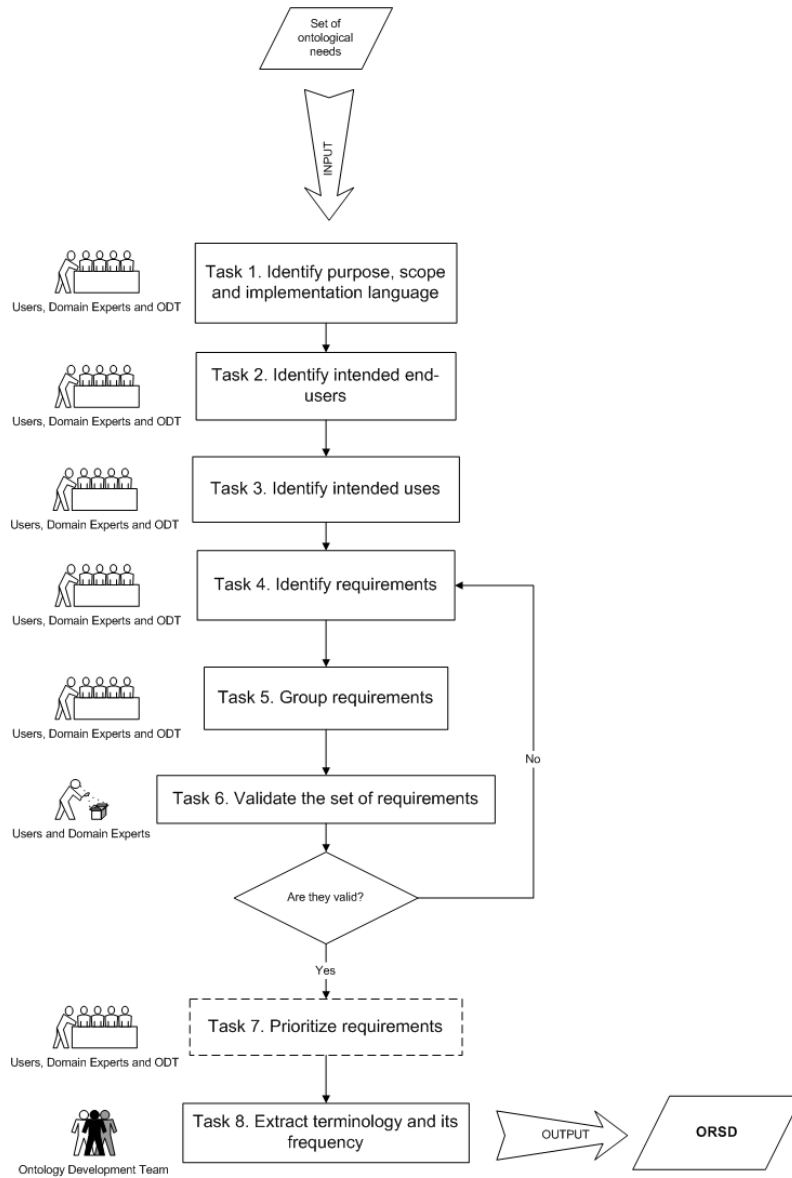 Set of
ontological
needs
INPUT
Task 1. Identify purpose, scope
and implementation language
Users, Domain Experts and ODT
Task 2. Identify intended end-
users
Users, Domain Experts and ODT
Task 3. Identify intended uses
Users, Domain Experts and ODT
Task 4. Identify requirements
Users, Domain Experts and ODT
Task 5. Group requirements
Users, Domain Experts and ODT
No
Task 6. Validate the set of requirements
Users and Domain Experts
Are they valid?
Yes
Task 7. Prioritize requirements
Users, Domain Experts and ODT
Task 8. Extract terminology and its
frequency
Ontology Development Team
OUTPUT
ORSD